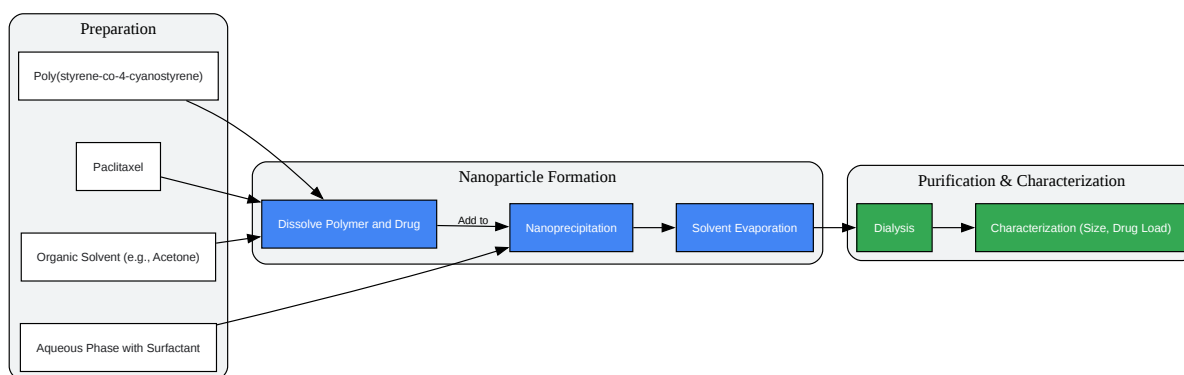 Preparation
Poly(styrene-co-4-cyanostyrene)
Paclitaxel
Organic Solvent (e.g., Acetone)
Aqueous Phase with Surfactant
Nanoparticle Formation
Dissolve Polymer and Drug
Add to
Nanoprecipitation
Solvent Evaporation
Purification & Characterization
Dialysis
Characterization (Size, Drug Load)